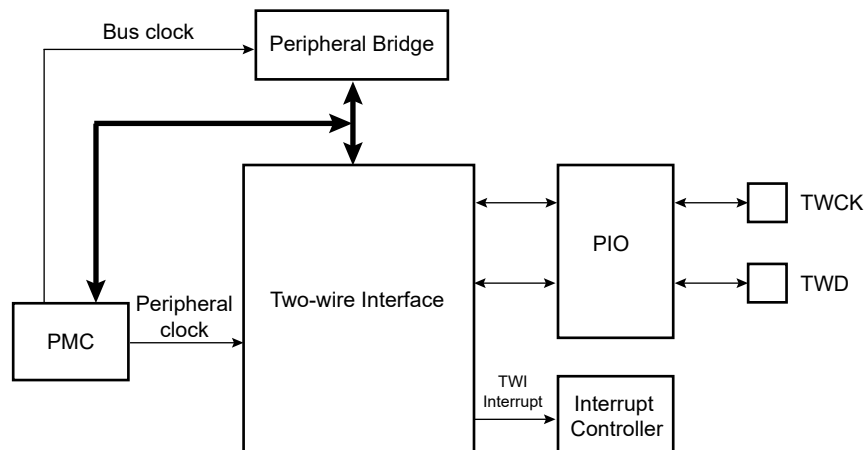 Bus clock
Peripheral Bridge
TWCK
PIO
TWD
Two-wire Interface
Peripheral
clock
PMC
TWI
Interrupt
Interrupt
Controller